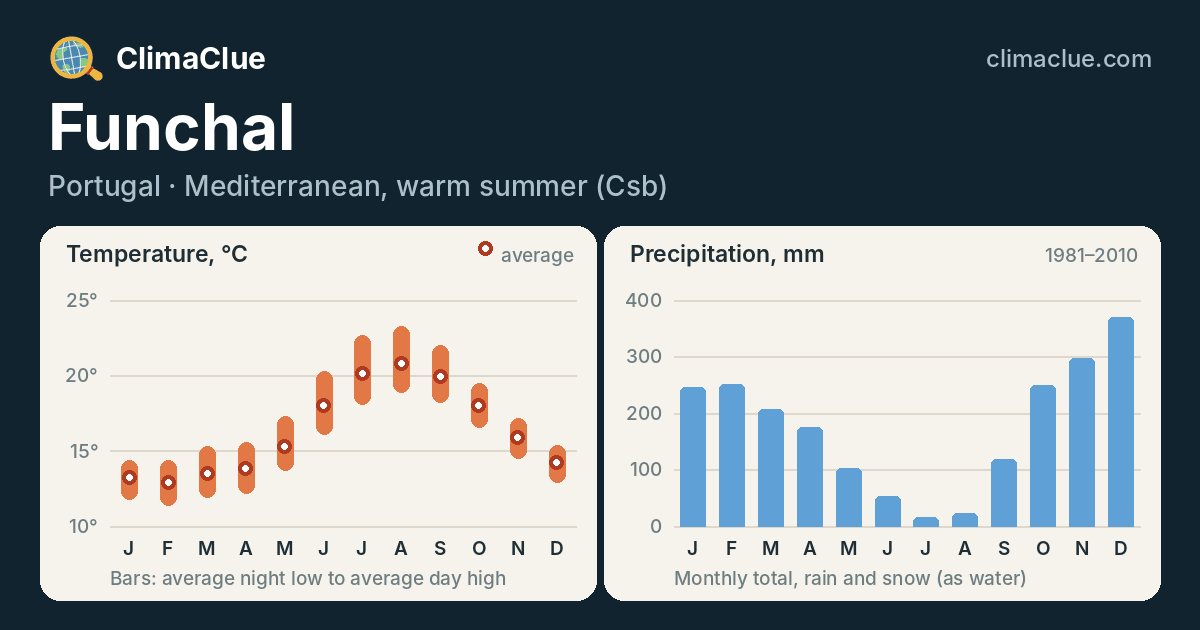 ClimaClue
climaclue.com
Funchal
Portugal · Mediterranean, warm summer (Csb)
Temperature, °C
average
25°
20°
15°
10°
J F M A M J J A S O N D
Bars: average night low to average day high
Precipitation, mm
1981–2010
400
300
200
100
0
J F M A M J J A S O N D
Monthly total, rain and snow (as water)